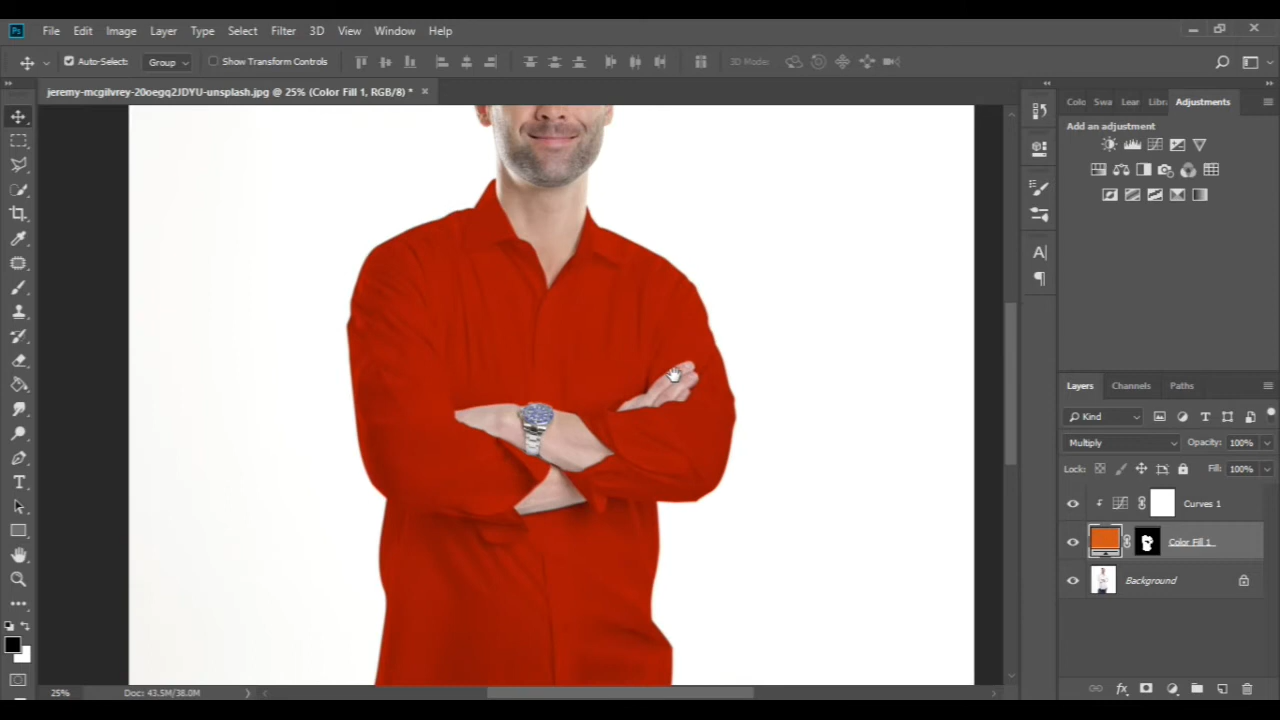 Ps File Edit Image Layer Type Select Filter 3D View Window Help
Auto-Select: Group Show Transform Controls 3D Mode:
jeremy-mcgilvrey-20oegq2JDYU-unsplash.jpg @ 25% (Color Fill 1, RGB/8) *
Colo Swa Lear Libra Adjustments
Add an adjustment
Layers Channels Paths
Kind
Multiply Opacity: 100%
Lock: Fill: 100%
Curves 1
Color Fill 1
Background
25% Doc: 43.5M/38.0M